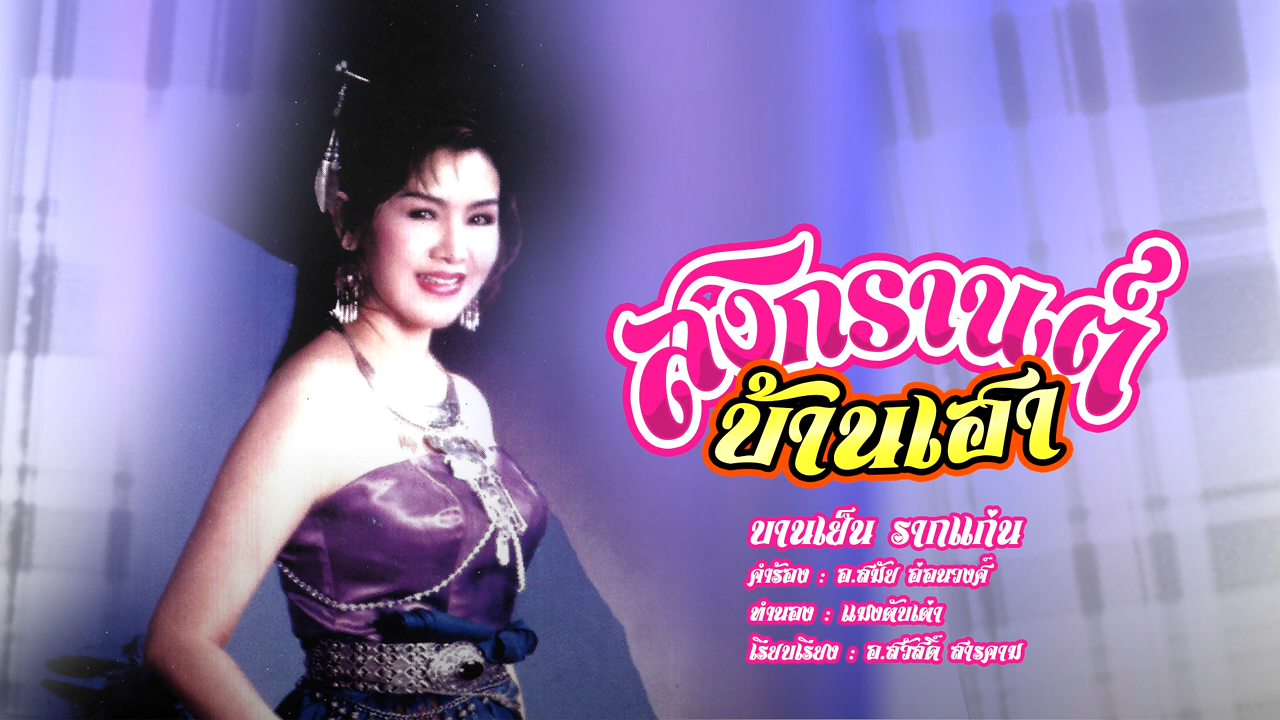 สงกรานต์
บ้านเฮา
บานเย็น รากแก่น
คำร้อง : อ.สมัย อ่อนวงศ์
ทำนอง : แมงตับเต่า
เรียบเรียง : อ.สวัสดิ์ สารคาม